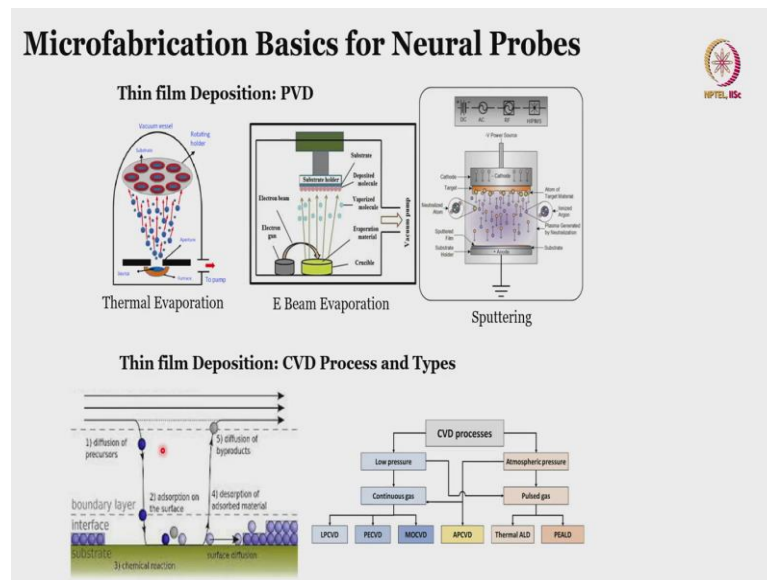 Microfabrication Basics for Neural Probes
NPTEL, IISc
Thin film Deposition: PVD
Vacuum vessel
Rotating
holder
Substrate
Aperture
To pump
Thermal Evaporation
Substrate
Substrate holder
Deposited
molecule
Electron beam
Vaporized
molecule
Electron
gun
Evaporation
material
Crucible
Vacuum pump
E Beam Evaporation
DC
AC
RF
HiPIMS
-V Power Source
Cathode
- Cathode
Target
Atom of
Target Material
Neutralized
Atom
Ionized
Argon
Plasma Generated
by Neutralization
Sputtered
Film
Substrate
Holder
+ Anode
Substrate
Sputtering
Thin film Deposition: CVD Process and Types
1) diffusion of
precursors
5) diffusion of
byproducts
2) adsorption on
the surface
4) desorption of
adsorbed material
boundary layer
interface
substrate
surface diffusion
3) chemical reaction
CVD processes
Low pressure
Atmospheric pressure
Continuous gas
Pulsed gas
LPCVD
PECVD
MOCVD
APCVD
Thermal ALD
PEALD